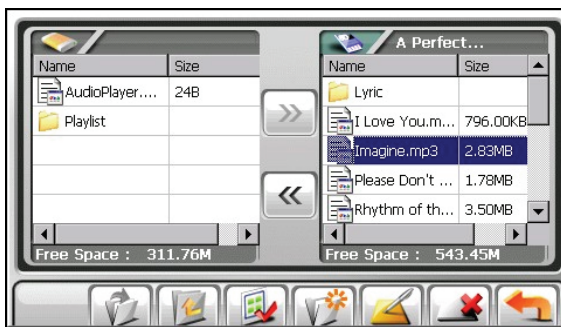 A Perfect...
Name Size
AudioPlayer.... 24B
Playlist
Free Space : 311.76M
Name Size
Lyric
I Love You.m... 796.00KB
Imagine.mp3 2.83MB
Please Don't ... 1.78MB
Rhythm of th... 3.50MB
Free Space : 543.45M